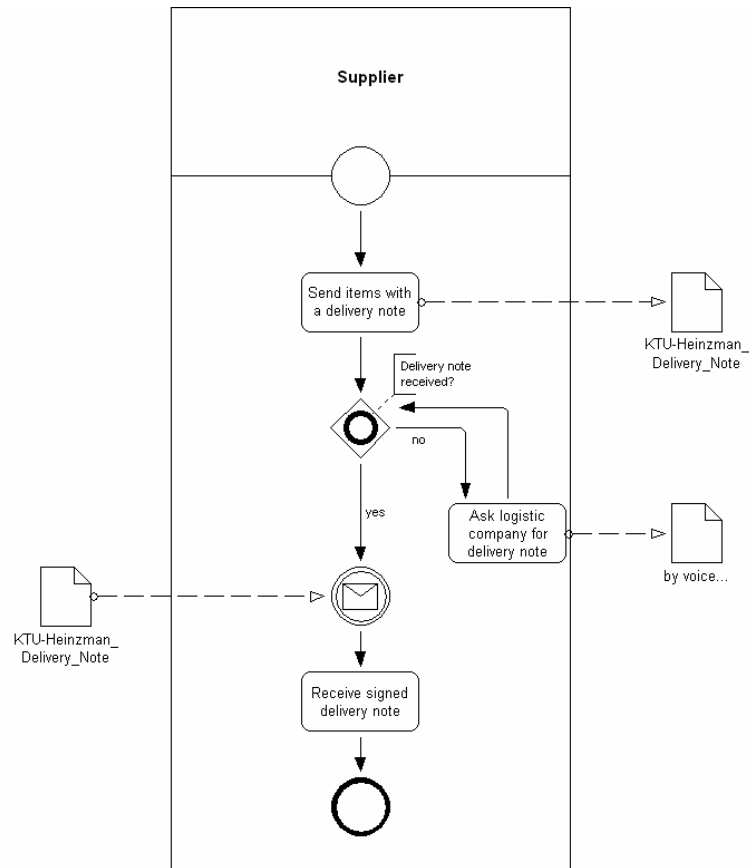 Supplier
Send items with
a delivery note
KTU-Heinzman_
Delivery_Note
Delivery note
received?
no
yes
Ask logistic
company for
delivery note
by voice...
KTU-Heinzman_
Delivery_Note
Receive signed
delivery note